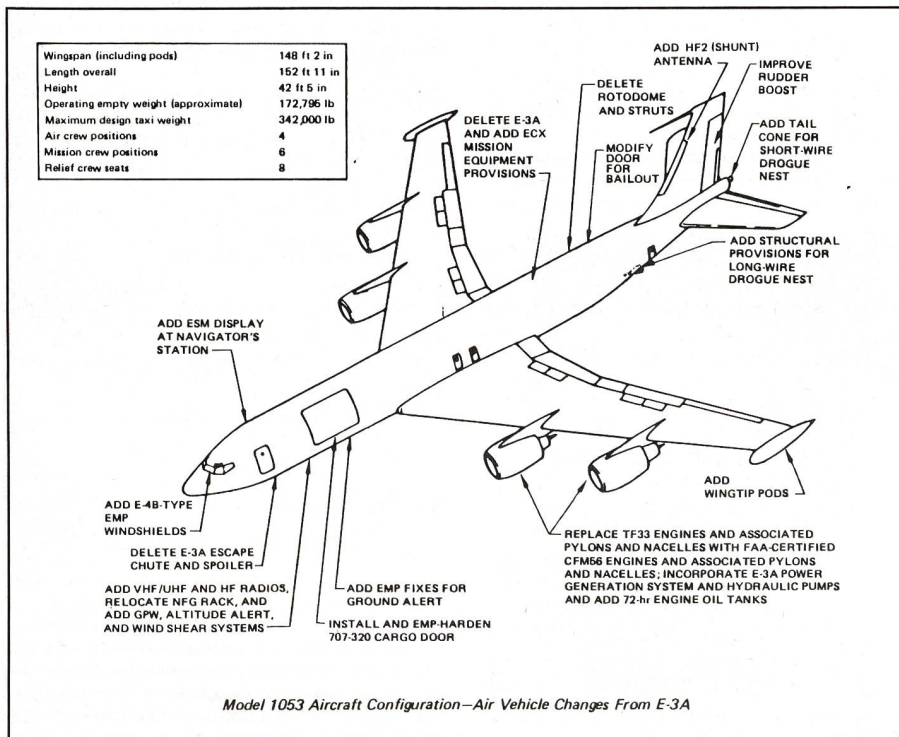 Wingspan (including pods) 148 ft 2 in
Length overall 152 ft 11 in
Height 42 ft 5 in
Operating empty weight (approximate) 172,795 lb
Maximum design taxi weight 342,000 lb
Air crew positions 4
Mission crew positions 6
Relief crew seats 8
ADD HF2 (SHUNT)
ANTENNA
IMPROVE
RUDDER
BOOST
DELETE
ROTODOME
AND STRUTS
DELETE E-3A
AND ADD ECX
MISSION
EQUIPMENT
PROVISIONS
MODIFY
DOOR
FOR
BAILOUT
ADD TAIL
CONE FOR
SHORT-WIRE
DROGUE
NEST
ADD STRUCTURAL
PROVISIONS FOR
LONG-WIRE
DROGUE NEST
ADD ESM DISPLAY
AT NAVIGATOR'S
STATION
ADD E-4B-TYPE
EMP
WINDSHIELDS
DELETE E-3A ESCAPE
CHUTE AND SPOILER
ADD VHF/UHF AND HF RADIOS,
RELOCATE NFG RACK, AND
ADD GPW, ALTITUDE ALERT,
AND WIND SHEAR SYSTEMS
ADD EMP FIXES FOR
GROUND ALERT
INSTALL AND EMP-HARDEN
707-320 CARGO DOOR
ADD
WINGTIP PODS
REPLACE TF33 ENGINES AND ASSOCIATED
PYLONS AND NACELLES WITH FAA-CERTIFIED
CFM56 ENGINES AND ASSOCIATED PYLONS
AND NACELLES; INCORPORATE E-3A POWER
GENERATION SYSTEM AND HYDRAULIC PUMPS
AND ADD 72-hr ENGINE OIL TANKS
Model 1053 Aircraft Configuration—Air Vehicle Changes From E-3A